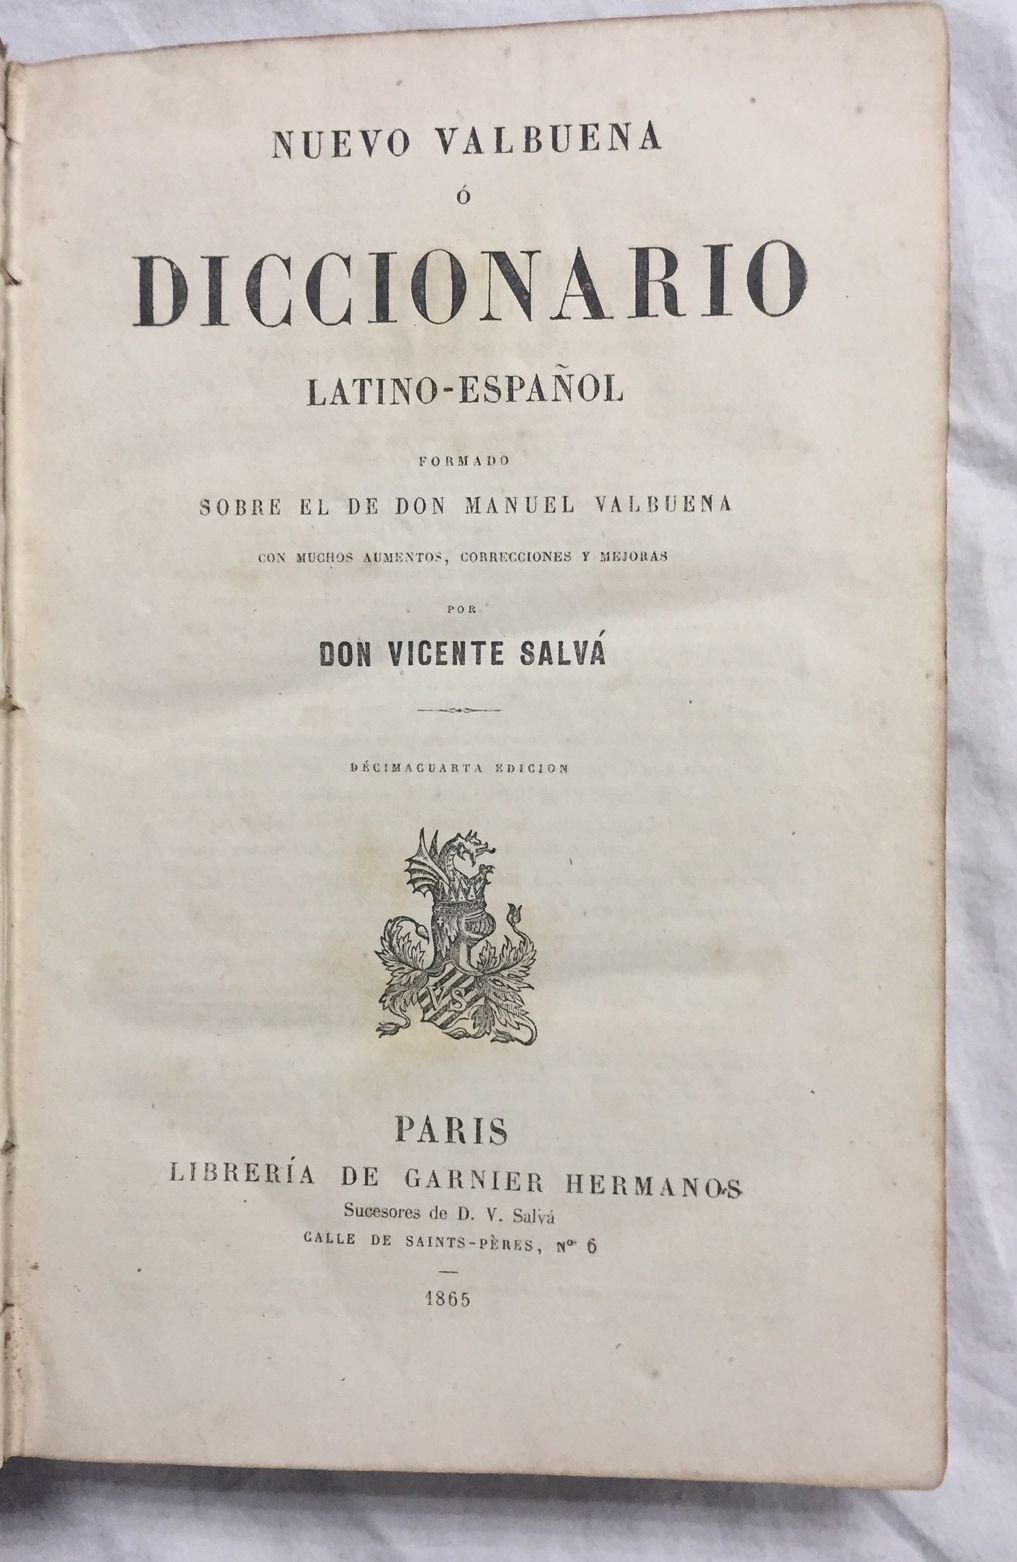 NUEVO VALBUENA
Ó
DICCIONARIO
LATINO-ESPAÑOL
FORMADO
SOBRE EL DE DON MANUEL VALBUENA
CON MUCHOS AUMENTOS, CORRECCIONES Y MEJORAS
POR
DON VICENTE SALVÁ
DÉCIMACUARTA EDICION
VS
PARIS
LIBRERÍA DE GARNIER HERMANOS
Sucesores de D. V. Salvá
CALLE DE SAINTS-PÈRES, Nº 6
1865